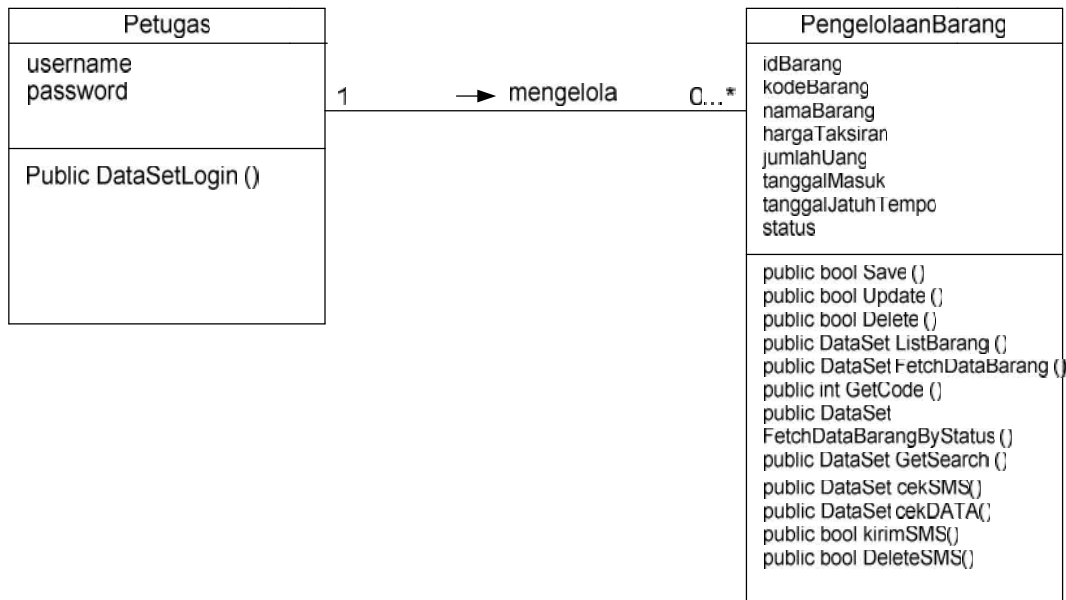 Petugas
username
password
Public DataSetLogin ()
1
mengelola
0...*
PengelolaanBarang
idBarang
kodeBarang
namaBarang
hargaTaksiran
jumlahUang
tanggalMasuk
tanggalJatuhTempo
status
public bool Save ()
public bool Update ()
public bool Delete ()
public DataSet ListBarang ()
public DataSet FetchDataBarang ()
public int GetCode ()
public DataSet
FetchDataBarangByStatus ()
public DataSet GetSearch ()
public DataSet cekSMS()
public DataSet cekDATA()
public bool kirimSMS()
public bool DeleteSMS()